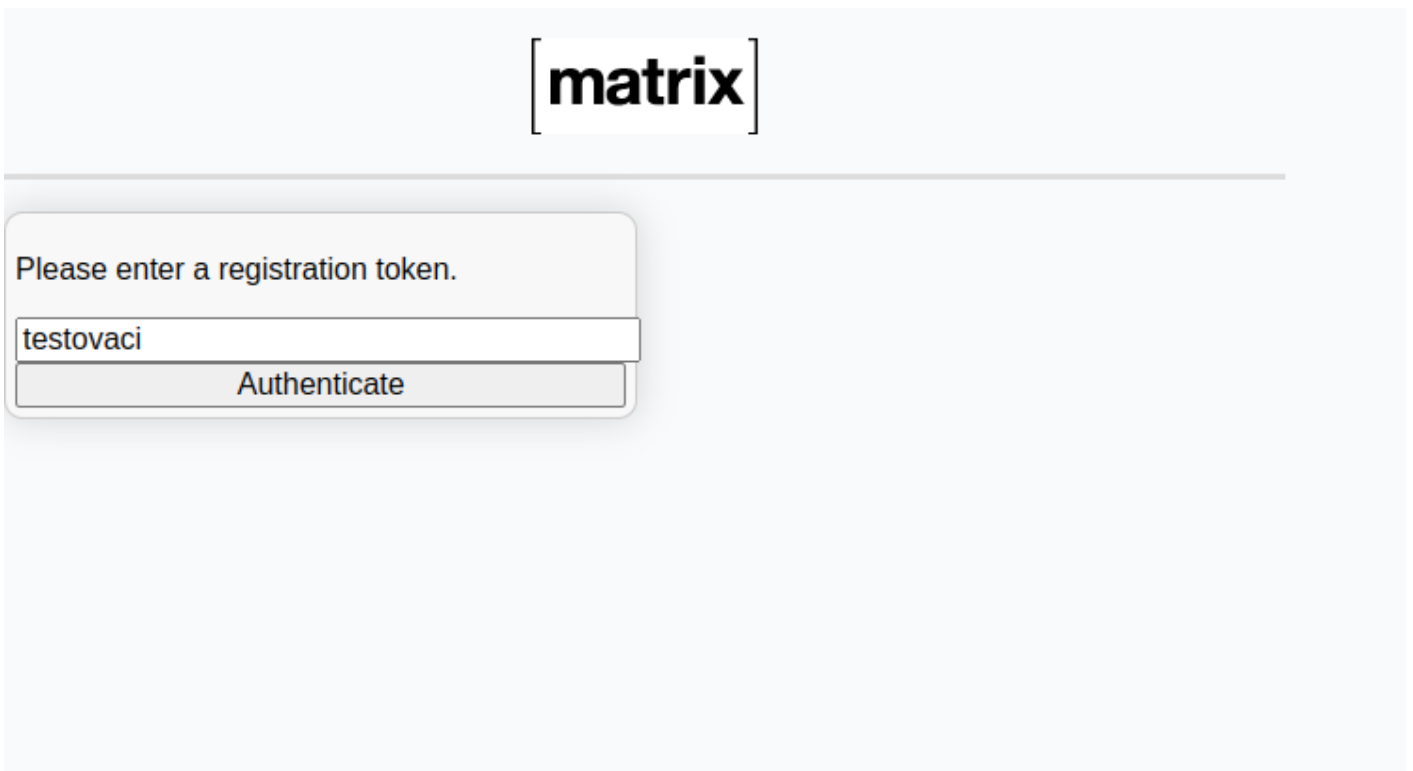 [matrix]
Please enter a registration token.
testovaci
Authenticate